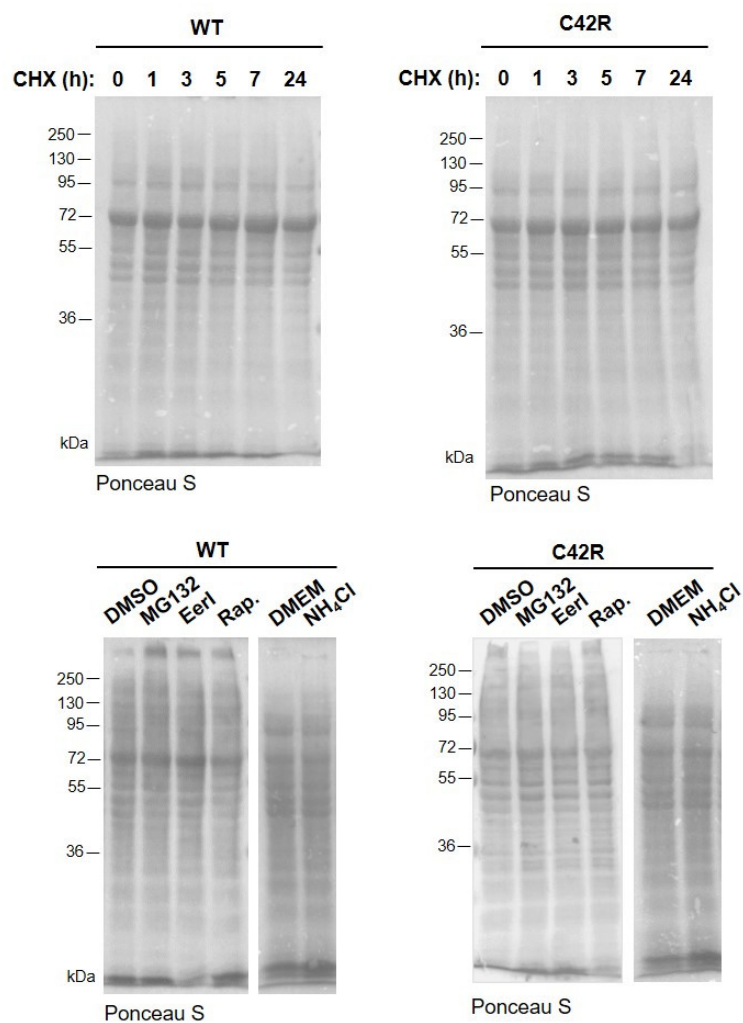 WT
CHX (h): 0 1 3 5 7 24
250
130
95
72
55
36
kDa
Ponceau S
C42R
CHX (h): 0 1 3 5 7 24
250
130
95
72
55
36
kDa
Ponceau S
WT
DMSO MG132 EerI Rap. DMEM NH₄Cl
250
130
95
72
55
36
kDa
Ponceau S
C42R
DMSO MG132 EerI Rap. DMEM NH₄Cl
250
130
95
72
55
36
Ponceau S